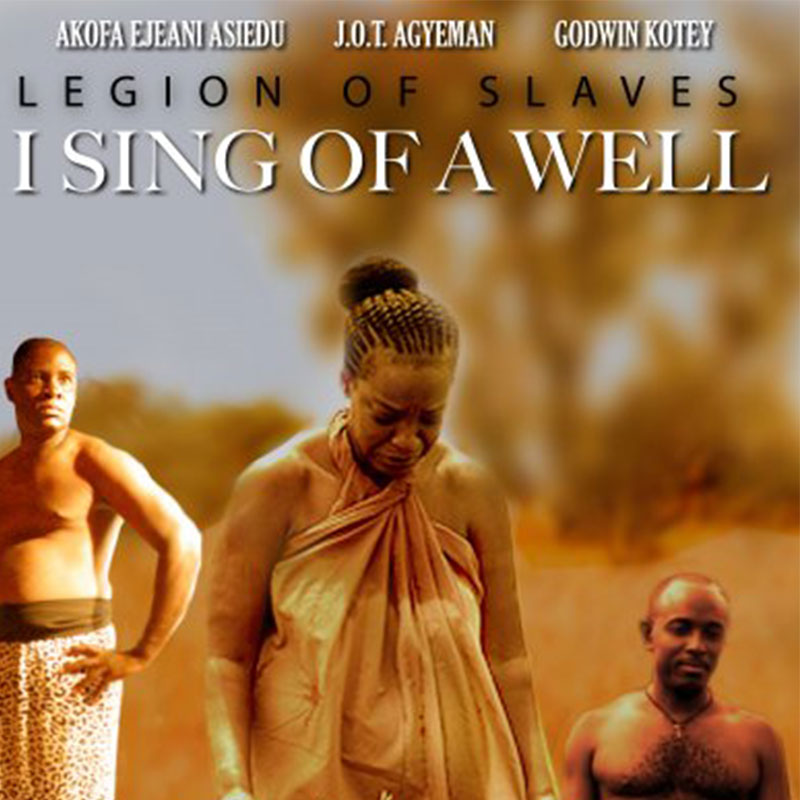 AKOFA EJEANI ASIEDU J.O.T. AGYEMAN GODWIN KOTEY
LEGION OF SLAVES
I SING OF A WELL